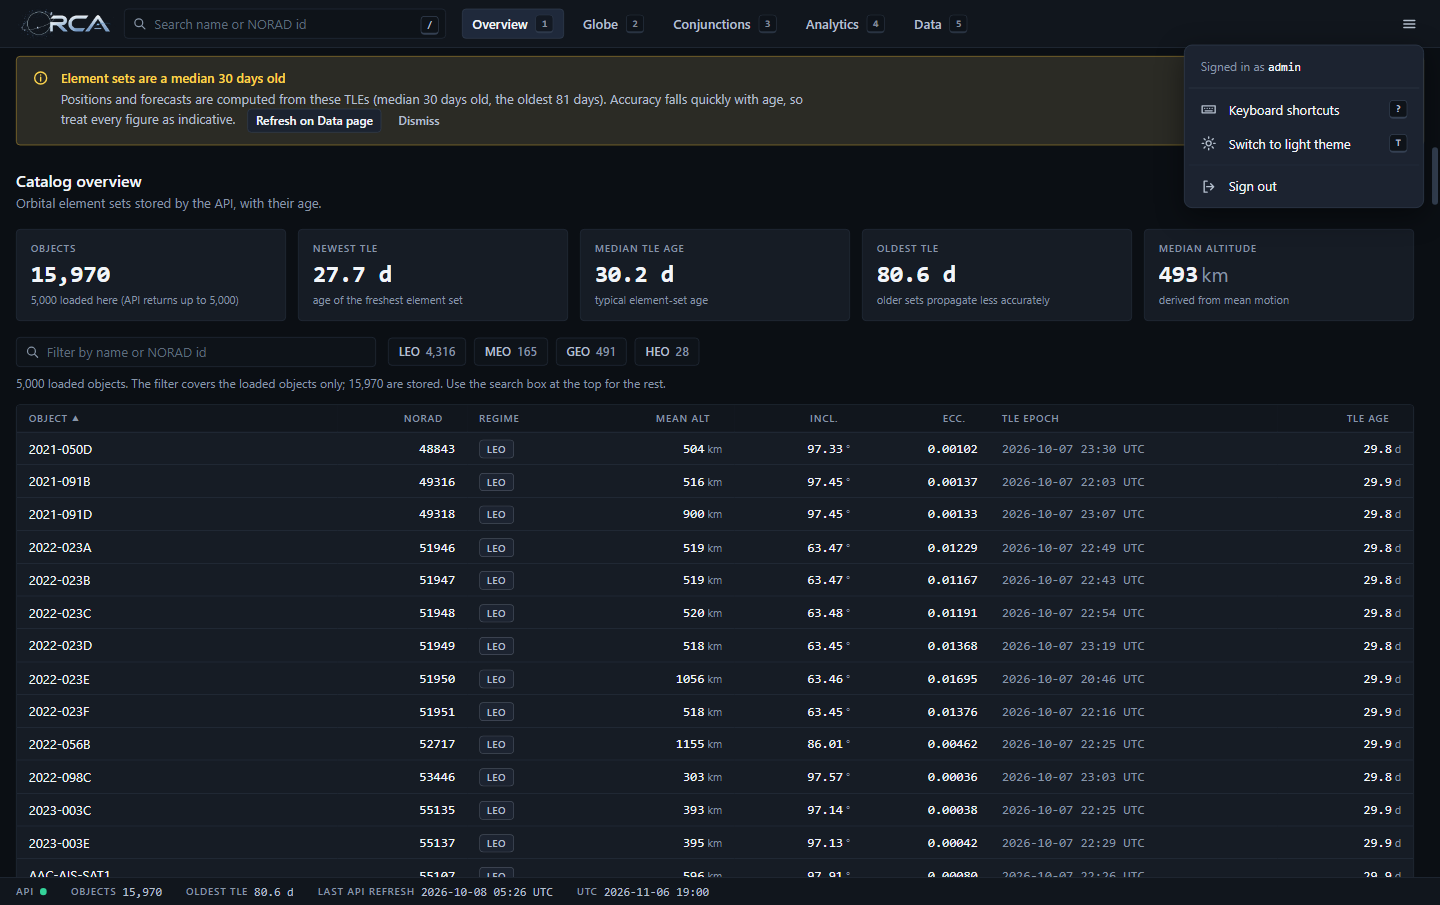 ORCA
Search name or NORAD id /
Overview 1 Globe 2 Conjunctions 3 Analytics 4 Data 5
Signed in as admin
Keyboard shortcuts ?
Switch to light theme T
Sign out
Element sets are a median 30 days old
Positions and forecasts are computed from these TLEs (median 30 days old, the oldest 81 days). Accuracy falls quickly with age, so
treat every figure as indicative. Refresh on Data page Dismiss
Catalog overview
Orbital element sets stored by the API, with their age.
OBJECTS NEWEST TLE MEDIAN TLE AGE OLDEST TLE MEDIAN ALTITUDE
15,970 27.7 d 30.2 d 80.6 d 493 km
5,000 loaded here (API returns up to 5,000) age of the freshest element set typical element-set age older sets propagate less accurately derived from mean motion
Filter by name or NORAD id LEO 4,316 MEO 165 GEO 491 HEO 28
5,000 loaded objects. The filter covers the loaded objects only; 15,970 are stored. Use the search box at the top for the rest.
OBJECT ▲ NORAD REGIME MEAN ALT INCL. ECC. TLE EPOCH TLE AGE
2021-050D 48843 LEO 504 km 97.33 ° 0.00102 2026-10-07 23:30 UTC 29.8 d
2021-091B 49316 LEO 516 km 97.45 ° 0.00137 2026-10-07 22:03 UTC 29.9 d
2021-091D 49318 LEO 900 km 97.45 ° 0.00133 2026-10-07 23:07 UTC 29.8 d
2022-023A 51946 LEO 519 km 63.47 ° 0.01229 2026-10-07 22:49 UTC 29.8 d
2022-023B 51947 LEO 519 km 63.47 ° 0.01167 2026-10-07 22:43 UTC 29.8 d
2022-023C 51948 LEO 520 km 63.48 ° 0.01191 2026-10-07 22:54 UTC 29.8 d
2022-023D 51949 LEO 518 km 63.45 ° 0.01368 2026-10-07 23:19 UTC 29.8 d
2022-023E 51950 LEO 1056 km 63.46 ° 0.01695 2026-10-07 20:46 UTC 29.9 d
2022-023F 51951 LEO 518 km 63.45 ° 0.01376 2026-10-07 22:16 UTC 29.9 d
2022-056B 52717 LEO 1155 km 86.01 ° 0.00462 2026-10-07 22:25 UTC 29.9 d
2022-098C 53446 LEO 303 km 97.57 ° 0.00036 2026-10-07 23:03 UTC 29.8 d
2023-003C 55135 LEO 393 km 97.14 ° 0.00038 2026-10-07 22:25 UTC 29.9 d
2023-003E 55137 LEO 395 km 97.13 ° 0.00042 2026-10-07 22:29 UTC 29.9 d
AAC-AIS-SAT1 55107 LEO 596 km 97.91 ° 0.00080 2026-10-07 22:26 UTC 29.9 d
API OBJECTS 15,970 OLDEST TLE 80.6 d LAST API REFRESH 2026-10-08 05:26 UTC UTC 2026-11-06 19:00